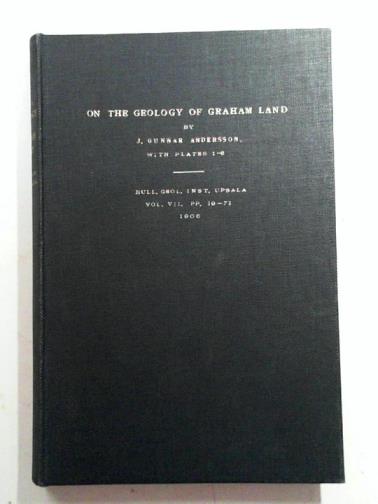 ON THE GEOLOGY OF GRAHAM LAND
BY
J. GUNNAR ANDERSSON.
WITH PLATES 1-6
BULL. GEOL. INST. UPSALA
VOL. VII. PP. 19-71
1906